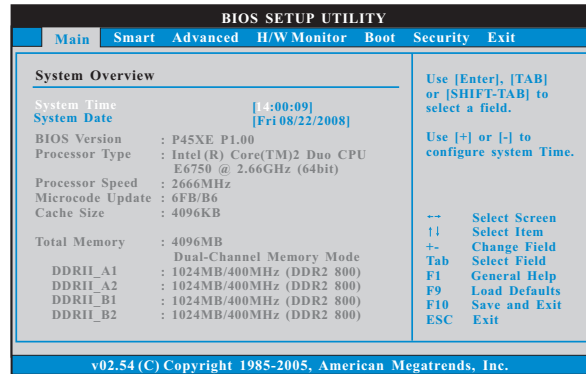 BIOS SETUP UTILITY
Main Smart Advanced H/W Monitor Boot Security Exit
System Overview
System Time [14:00:09]
System Date [Fri 08/22/2008]
BIOS Version : P45XE P1.00
Processor Type : Intel (R) Core(TM)2 Duo CPU
E6750 @ 2.66GHz (64bit)
Processor Speed : 2666MHz
Microcode Update : 6FB/B6
Cache Size : 4096KB
Total Memory : 4096MB
Dual-Channel Memory Mode
DDRII_A1 : 1024MB/400MHz (DDR2 800)
DDRII_A2 : 1024MB/400MHz (DDR2 800)
DDRII_B1 : 1024MB/400MHz (DDR2 800)
DDRII_B2 : 1024MB/400MHz (DDR2 800)
Use [Enter], [TAB]
or [SHIFT-TAB] to
select a field.
Use [+] or [-] to
configure system Time.
←→ Select Screen
↑↓ Select Item
+- Change Field
Tab Select Field
F1 General Help
F9 Load Defaults
F10 Save and Exit
ESC Exit
v02.54 (C) Copyright 1985-2005, American Megatrends, Inc.